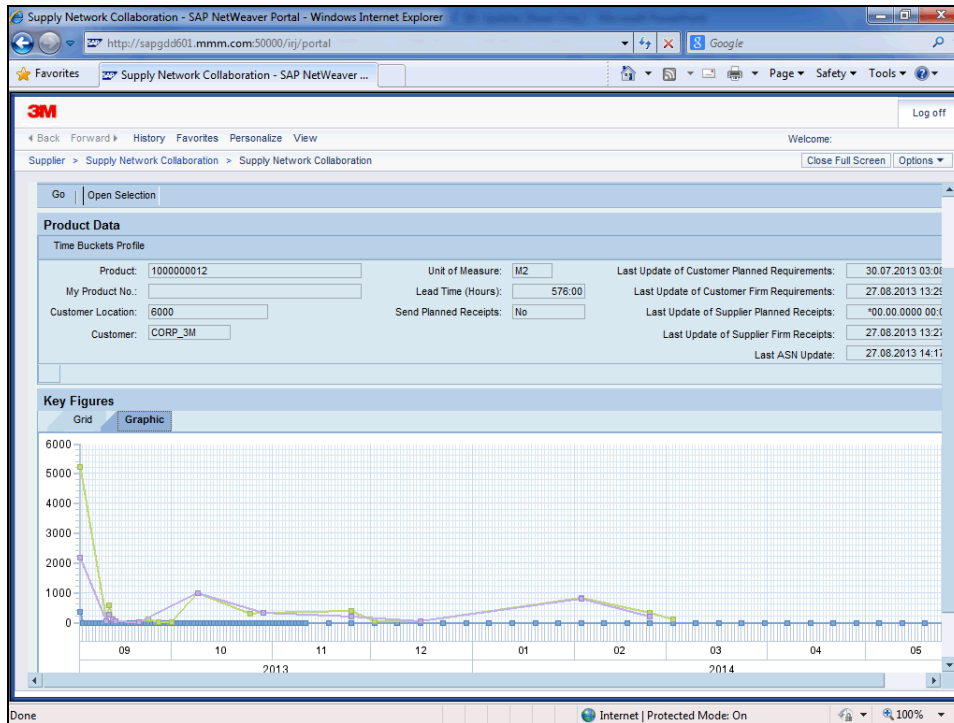 Supply Network Collaboration - SAP NetWeaver Portal - Windows Internet Explorer
http://sapgdd601.mmm.com:50000/irj/portal
Google
Favorites
Supply Network Collaboration - SAP NetWeaver ...
Page Safety Tools
3M
Log off
Back Forward History Favorites Personalize View
Welcome:
Supplier > Supply Network Collaboration > Supply Network Collaboration
Close Full Screen Options
Go Open Selection
Product Data
Time Buckets Profile
Product: 1000000012 Unit of Measure: M2 Last Update of Customer Planned Requirements: 30.07.2013 03:08
My Product No.: Lead Time (Hours): 576:00 Last Update of Customer Firm Requirements: 27.08.2013 13:29
Customer Location: 6000 Send Planned Receipts: No Last Update of Supplier Planned Receipts: *00.00.0000 00:0
Customer: CORP_3M Last Update of Supplier Firm Receipts: 27.08.2013 13:27
Last ASN Update: 27.08.2013 14:17
Key Figures
Grid Graphic
6000
5000
4000
3000
2000
1000
0
09 10 11 12 01 02 03 04 05
2013 2014
Done
Internet | Protected Mode: On
100%